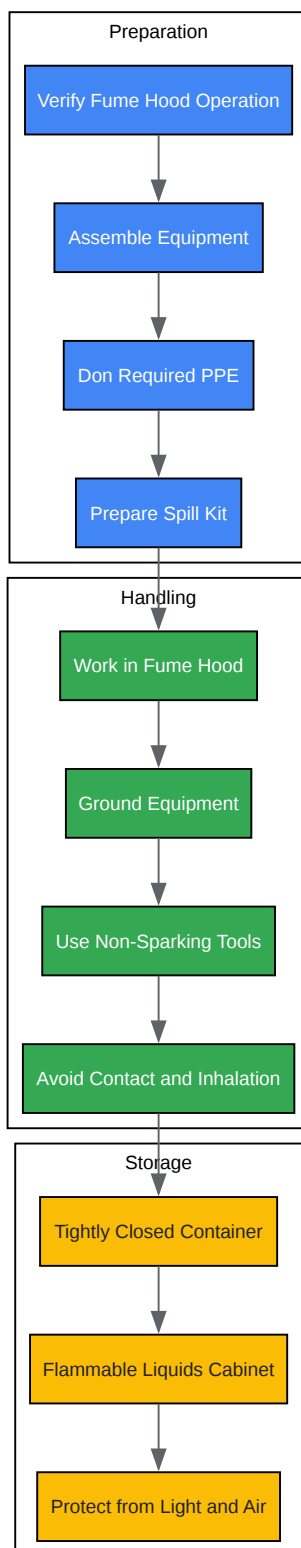 Preparation
Verify Fume Hood Operation
Assemble Equipment
Don Required PPE
Prepare Spill Kit
Handling
Work in Fume Hood
Ground Equipment
Use Non-Sparking Tools
Avoid Contact and Inhalation
Storage
Tightly Closed Container
Flammable Liquids Cabinet
Protect from Light and Air